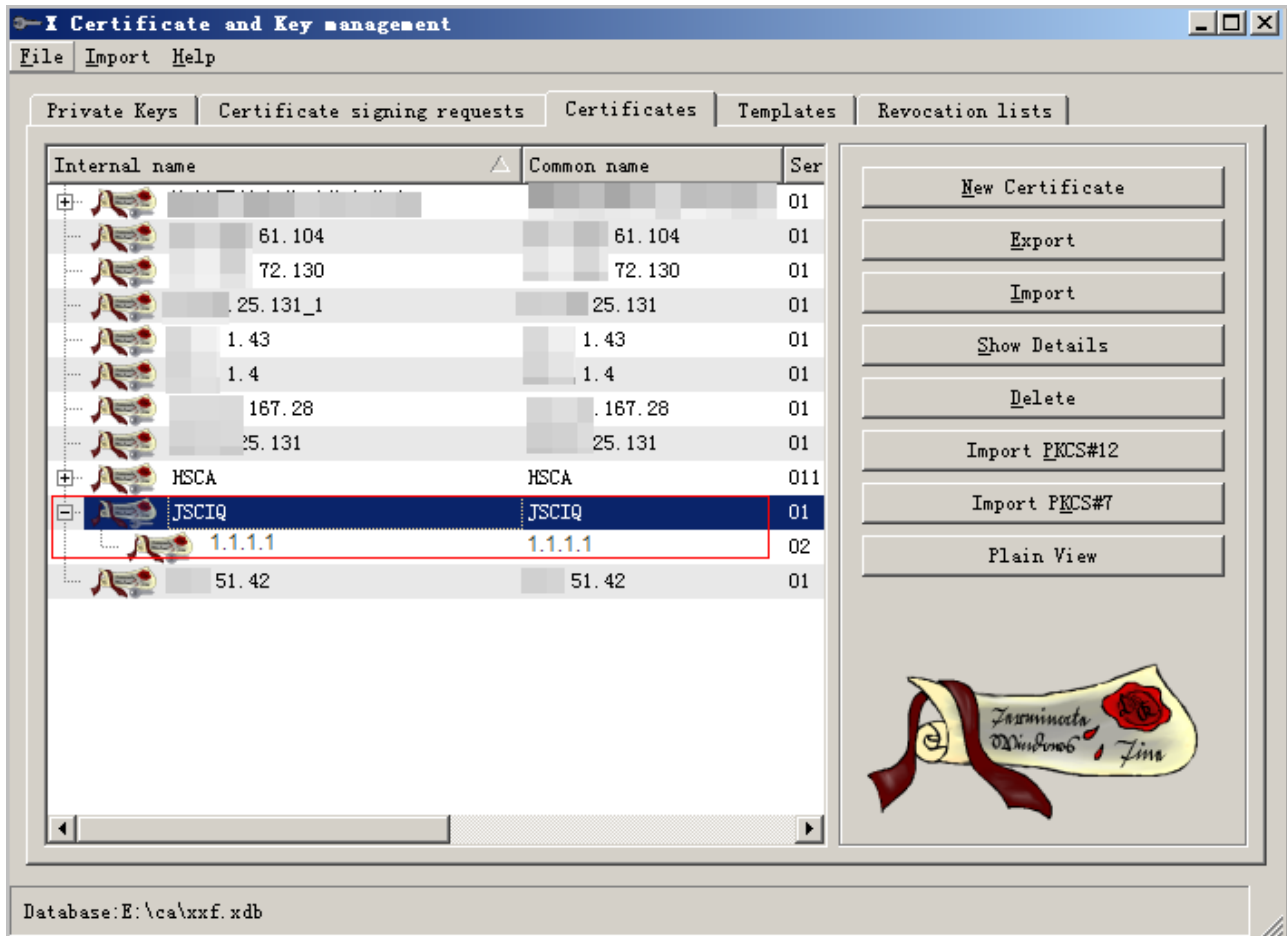 X Certificate and Key management
File Import Help
Private Keys Certificate signing requests Certificates Templates Revocation lists
Internal name Common name Ser
01
61.104 61.104 01
72.130 72.130 01
.25.131_1 25.131 01
1.43 1.43 01
1.4 1.4 01
167.28 .167.28 01
25.131 25.131 01
HSCA HSCA 011
JSCIQ JSCIQ 01
1.1.1.1 1.1.1.1 02
51.42 51.42 01
New Certificate
Export
Import
Show Details
Delete
Import PKCS#12
Import PKCS#7
Plain View
Terminate
Windows
Time
Database:E:\ca\xxf.xdb